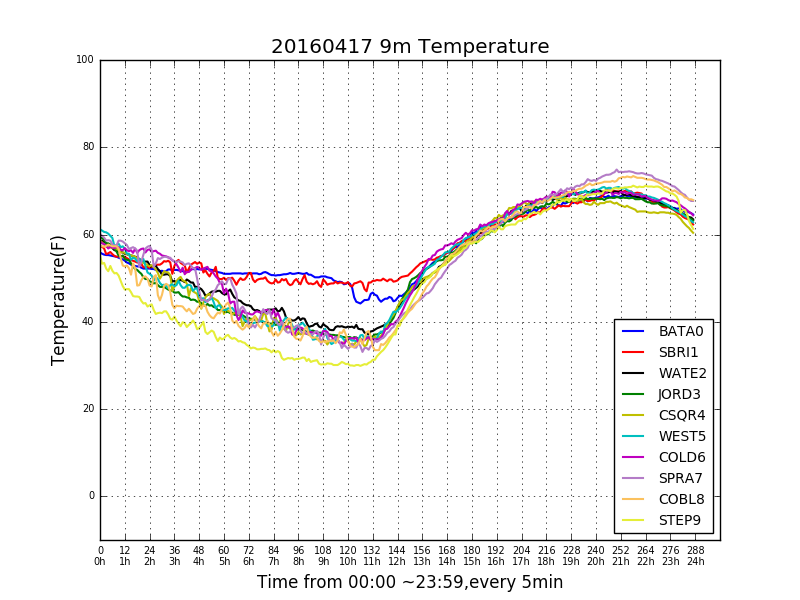 20160417 9m Temperature
Temperature(F)
100
80
60
40
20
0
BATA0
SBRI1
WATE2
JORD3
CSQR4
WEST5
COLD6
SPRA7
COBL8
STEP9
0 12 24 36 48 60 72 84 96 108 120 132 144 156 168 180 192 204 216 228 240 252 264 276 288
0h 1h 2h 3h 4h 5h 6h 7h 8h 9h 10h 11h 12h 13h 14h 15h 16h 17h 18h 19h 20h 21h 22h 23h 24h
Time from 00:00 ~23:59,every 5min